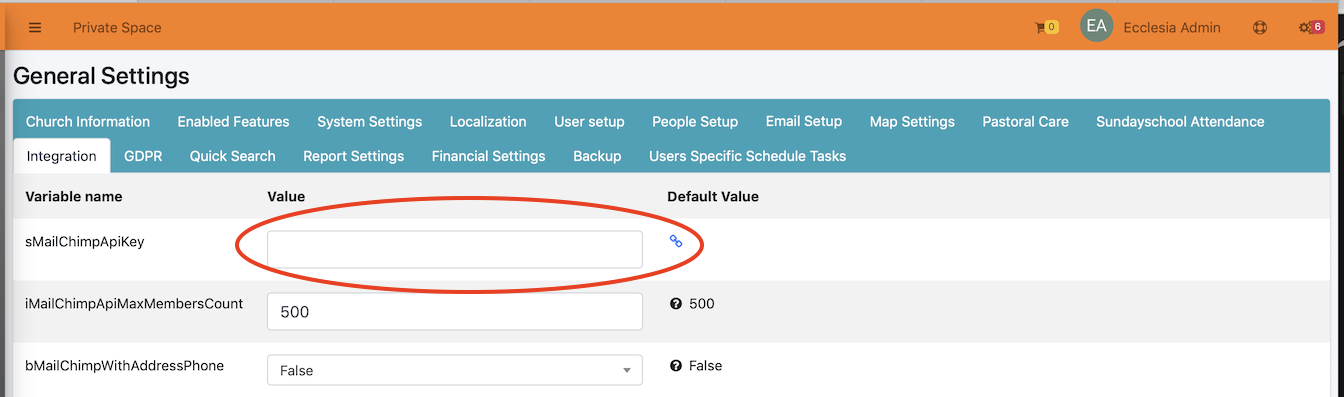 Private Space 0 EA Ecclesia Admin 6
General Settings
Church Information Enabled Features System Settings Localization User setup People Setup Email Setup Map Settings Pastoral Care Sundayschool Attendance
Integration GDPR Quick Search Report Settings Financial Settings Backup Users Specific Schedule Tasks
Variable name Value Default Value
sMailChimpApiKey
iMailChimpApiMaxMembersCount 500 500
bMailChimpWithAddressPhone False False